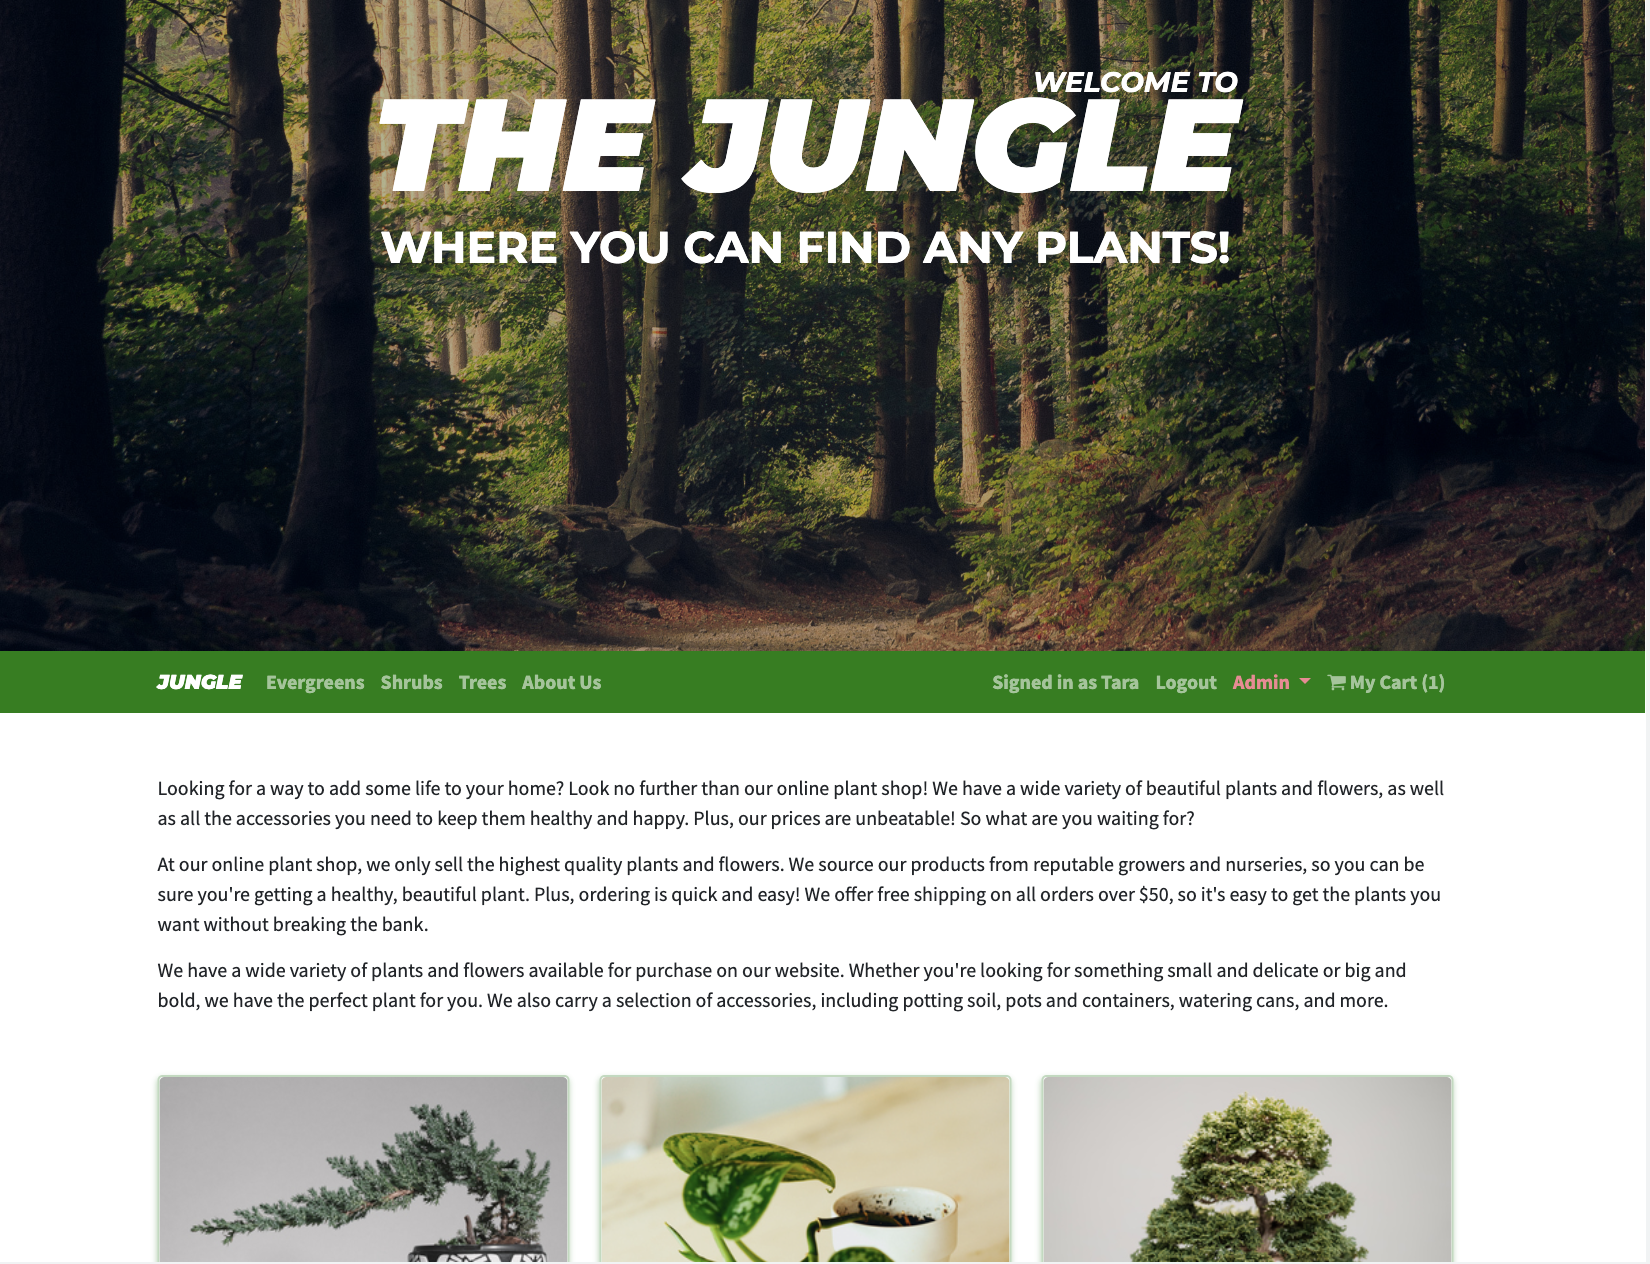 WELCOME TO
THE JUNGLE
WHERE YOU CAN FIND ANY PLANTS!
JUNGLE Evergreens Shrubs Trees About Us Signed in as Tara Logout Admin My Cart (1)
Looking for a way to add some life to your home? Look no further than our online plant shop! We have a wide variety of beautiful plants and flowers, as well
as all the accessories you need to keep them healthy and happy. Plus, our prices are unbeatable! So what are you waiting for?
At our online plant shop, we only sell the highest quality plants and flowers. We source our products from reputable growers and nurseries, so you can be
sure you're getting a healthy, beautiful plant. Plus, ordering is quick and easy! We offer free shipping on all orders over $50, so it's easy to get the plants you
want without breaking the bank.
We have a wide variety of plants and flowers available for purchase on our website. Whether you're looking for something small and delicate or big and
bold, we have the perfect plant for you. We also carry a selection of accessories, including potting soil, pots and containers, watering cans, and more.